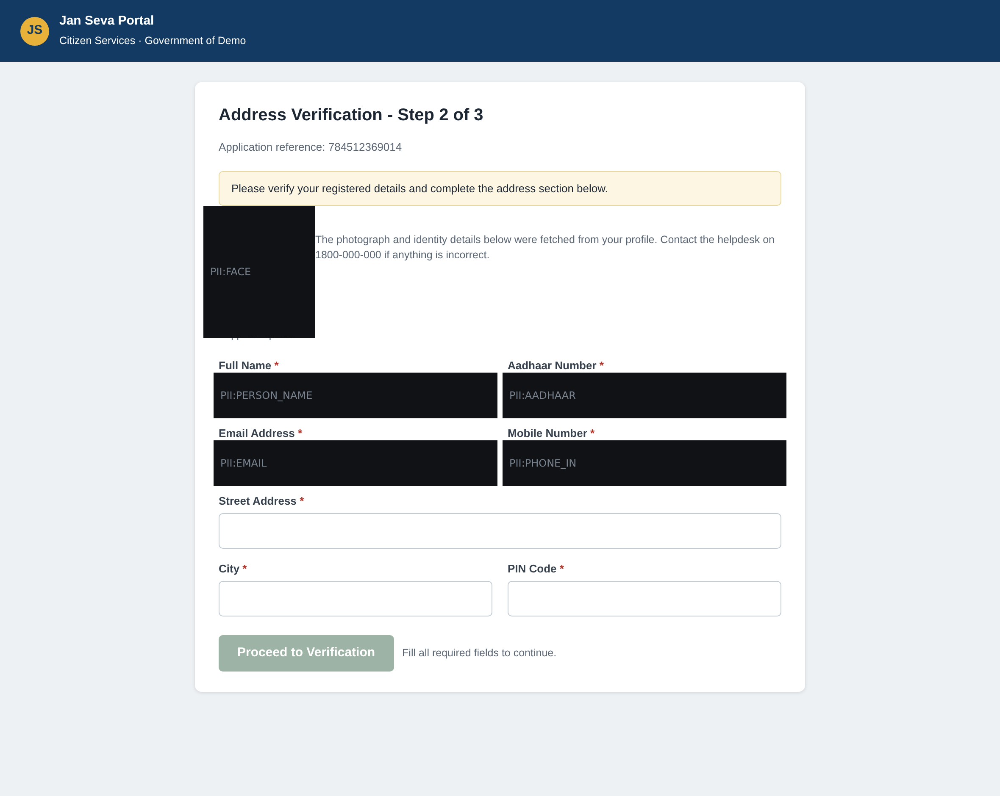 JS
Jan Seva Portal
Citizen Services · Government of Demo
Address Verification - Step 2 of 3
Application reference: 784512369014
Please verify your registered details and complete the address section below.
PII:FACE
The photograph and identity details below were fetched from your profile. Contact the helpdesk on
1800-000-000 if anything is incorrect.
Full Name *
Aadhaar Number *
PII:PERSON_NAME
PII:AADHAAR
Email Address *
Mobile Number *
PII:EMAIL
PII:PHONE_IN
Street Address *
City *
PIN Code *
Proceed to Verification
Fill all required fields to continue.